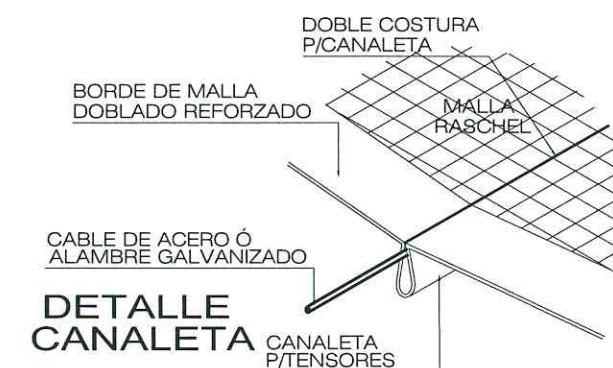 DOBLE COSTURA
P/CANALETA
BORDE DE MALLA
DOBLADO REFORZADO
MALLA
RASCHEL
CABLE DE ACERO Ó
ALAMBRE GALVANIZADO
DETALLE
CANALETA
CANALETA
P/TENSORES